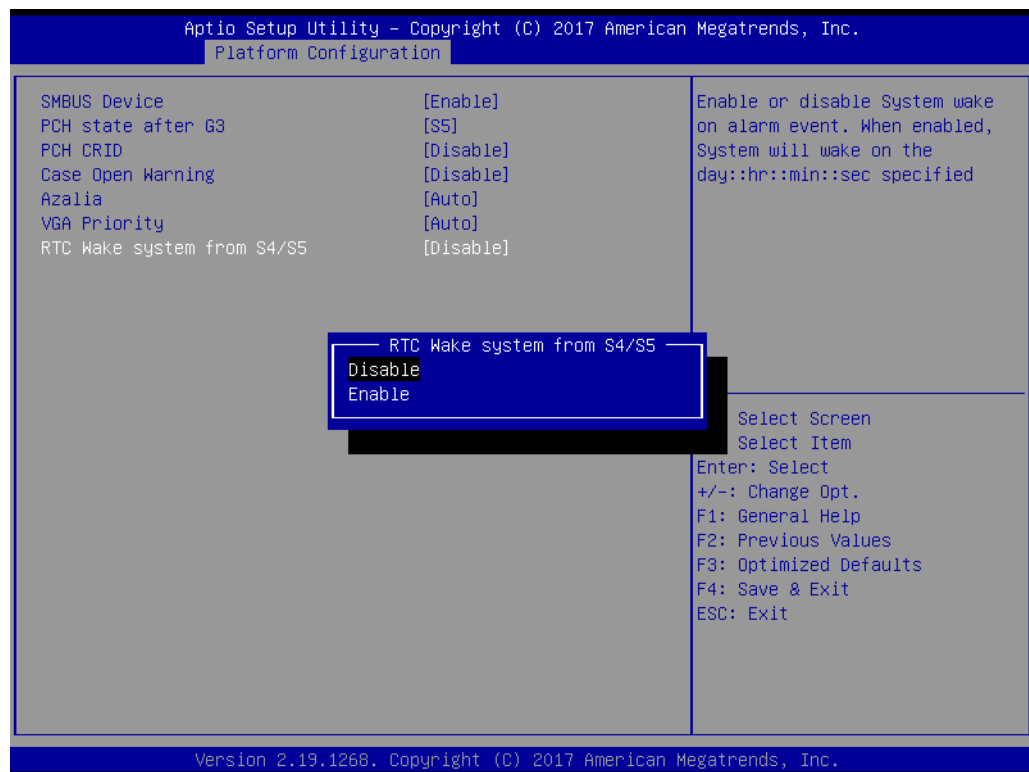 Aptio Setup Utility – Copyright (C) 2017 American Megatrends, Inc.
Platform Configuration
SMBUS Device [Enable]
PCH state after G3 [S5]
PCH CRID [Disable]
Case Open Warning [Disable]
Azalia [Auto]
VGA Priority [Auto]
RTC Wake system from S4/S5 [Disable]
Enable or disable System wake
on alarm event. When enabled,
System will wake on the
day::hr::min::sec specified
RTC Wake system from S4/S5
Disable
Enable
Select Screen
Select Item
Enter: Select
+/-: Change Opt.
F1: General Help
F2: Previous Values
F3: Optimized Defaults
F4: Save & Exit
ESC: Exit
Version 2.19.1268. Copyright (C) 2017 American Megatrends, Inc.